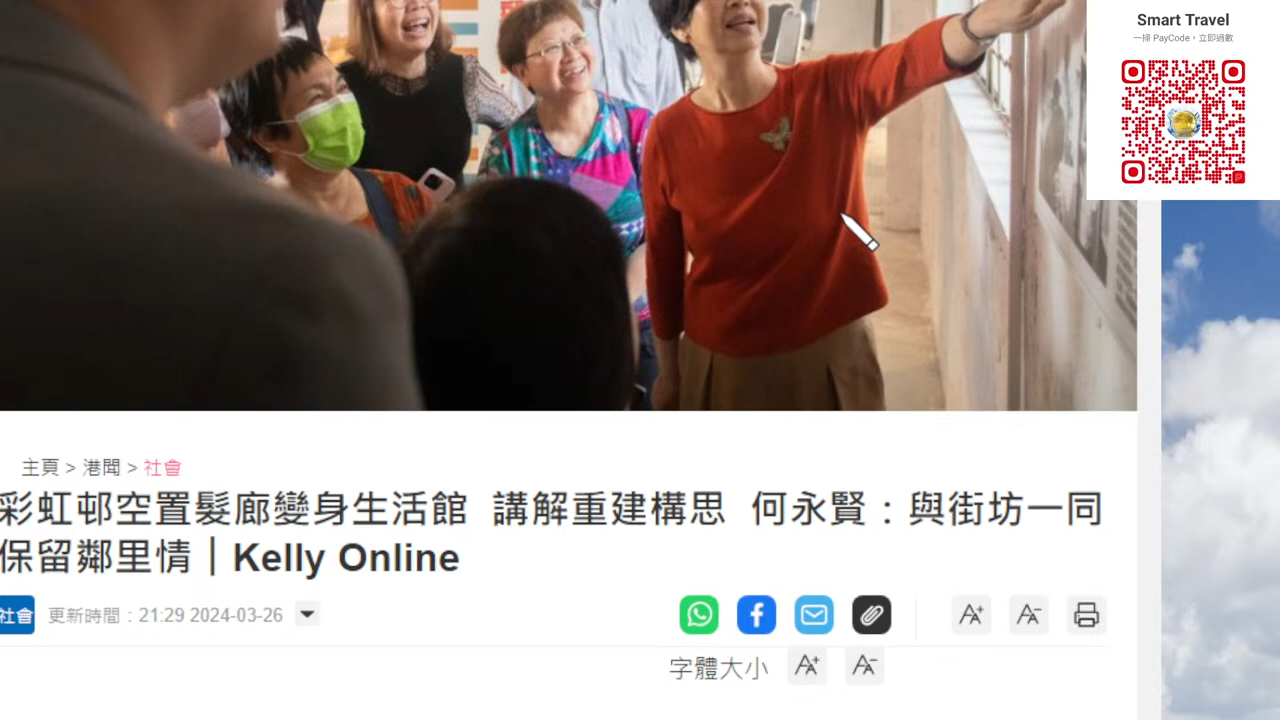 Smart Travel
一掃 PayCode，立即過數
主頁 > 港聞 > 社會
彩虹邨空置髮廊變身生活館 講解重建構思 何永賢：與街坊一同
保留鄰里情｜Kelly Online
社會 更新時間：21:29 2024-03-26
字體大小